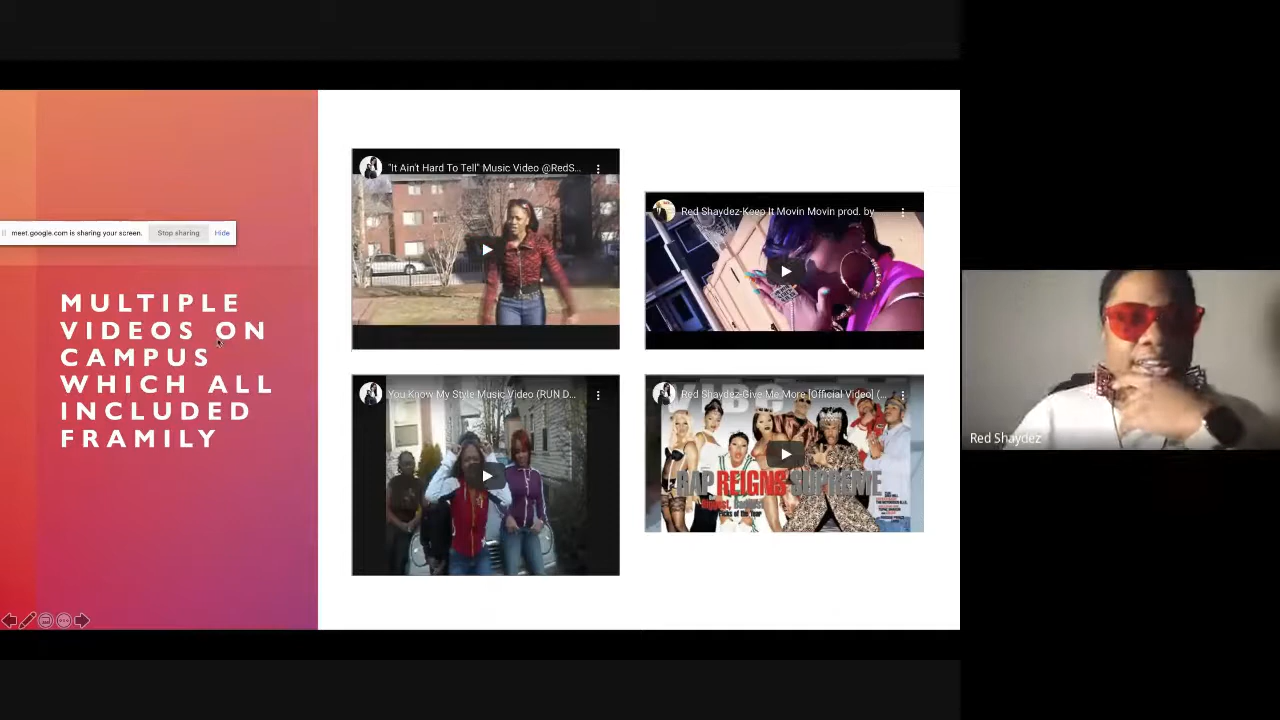 "It Ain't Hard To Tell" Music Video @RedS...
Red Shaydez-Keep It Movin Movin prod. by
meet.google.com is sharing your screen. Stop sharing Hide
MULTIPLE
VIDEOS ON
CAMPUS
WHICH ALL
INCLUDED
FRAMILY
You Know My Style Music Video (RUN D...
Red Shaydez-Give Me More [Official Video] (...
VIBE
RAP REIGNS SUPREME
Red Shaydez